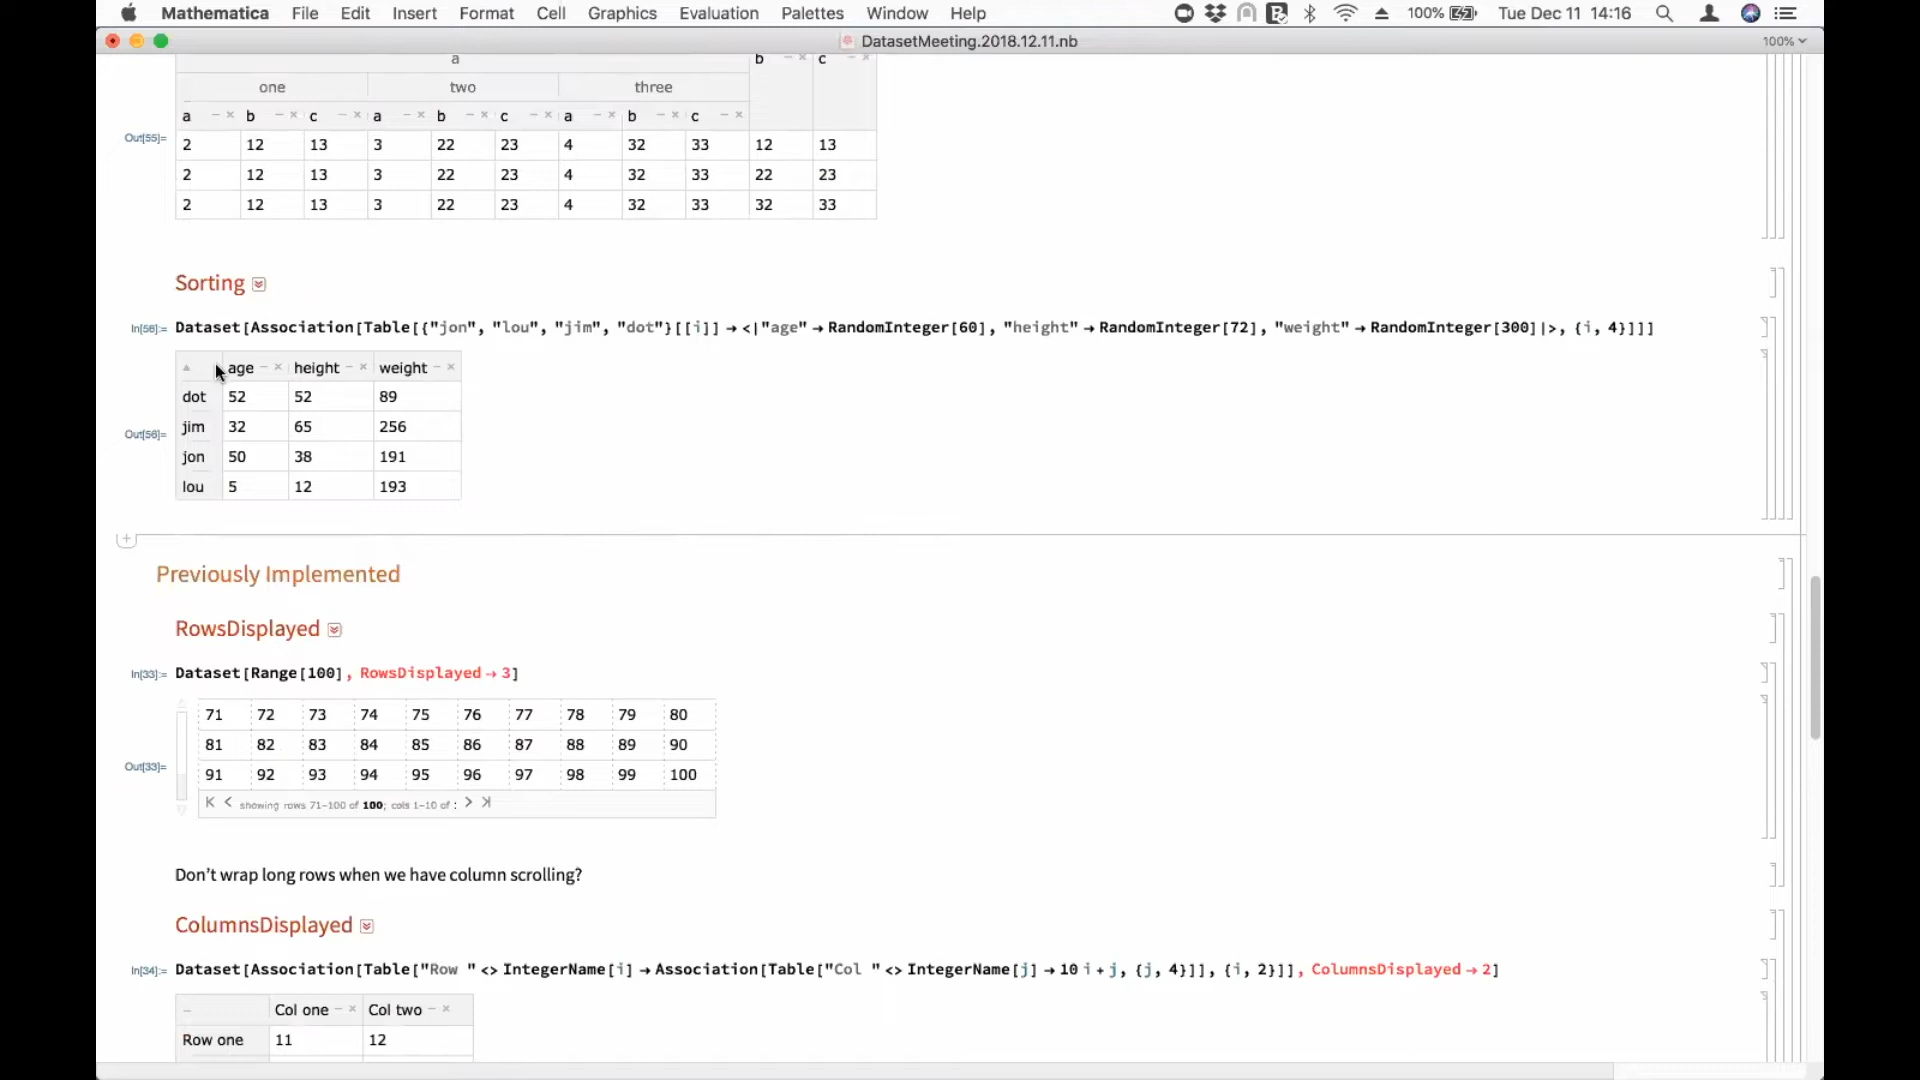 Mathematica File Edit Insert Format Cell Graphics Evaluation Palettes Window Help 100% Tue Dec 11 14:16
DatasetMeeting.2018.12.11.nb 100%
a b c
one two three
a b c a b c a b c
Out[55]=
2 12 13 3 22 23 4 32 33 12 13
2 12 13 3 22 23 4 32 33 22 23
2 12 13 3 22 23 4 32 33 32 33
Sorting
In[56]:= Dataset[Association[Table[{"jon", "lou", "jim", "dot"}[[i]] → <|"age" → RandomInteger[60], "height" → RandomInteger[72], "weight" → RandomInteger[300]|>, {i, 4}]]]
age height weight
dot 52 52 89
jim 32 65 256
Out[56]=
jon 50 38 191
lou 5 12 193
Previously Implemented
RowsDisplayed
In[33]:= Dataset[Range[100], RowsDisplayed → 3]
71 72 73 74 75 76 77 78 79 80
81 82 83 84 85 86 87 88 89 90
Out[33]=
91 92 93 94 95 96 97 98 99 100
showing rows 71–100 of 100; cols 1–10 of :
Don't wrap long rows when we have column scrolling?
ColumnsDisplayed
In[34]:= Dataset[Association[Table["Row " <> IntegerName[i] → Association[Table["Col " <> IntegerName[j] → 10 i + j, {j, 4}]], {i, 2}]], ColumnsDisplayed → 2]
Col one Col two
Row one 11 12